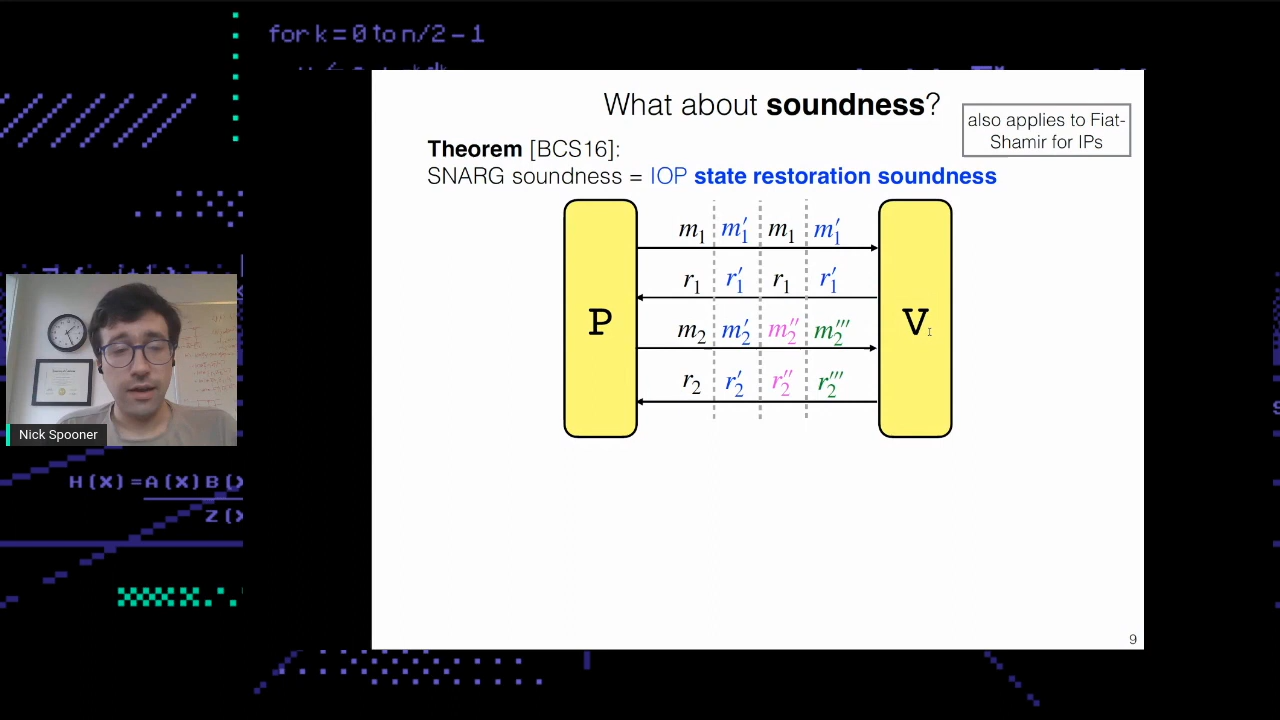 for k = 0 to n/2 - 1
What about soundness?
also applies to Fiat-
Shamir for IPs
Theorem [BCS16]:
SNARG soundness = IOP state restoration soundness
m₁ m₁′ m₁ m₁′
r₁ r₁′ r₁ r₁′
P
V
m₂ m₂′ m₂″ m₂‴
r₂ r₂′ r₂″ r₂‴
Nick Spooner
H(X) =A(X)B(X
Z(X
9